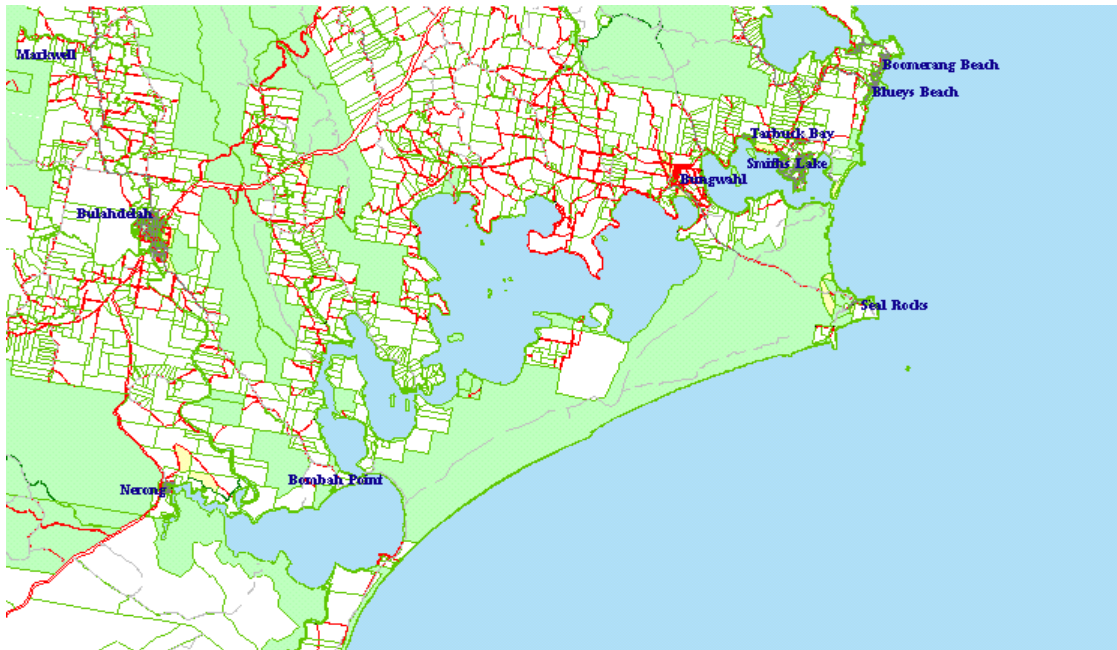 Markwell
Boomerang Beach
Blueys Beach
Tarbuck Bay
Smiths Lake
Bungwahl
Bulahdelah
Seal Rocks
Bombah Point
Nerong